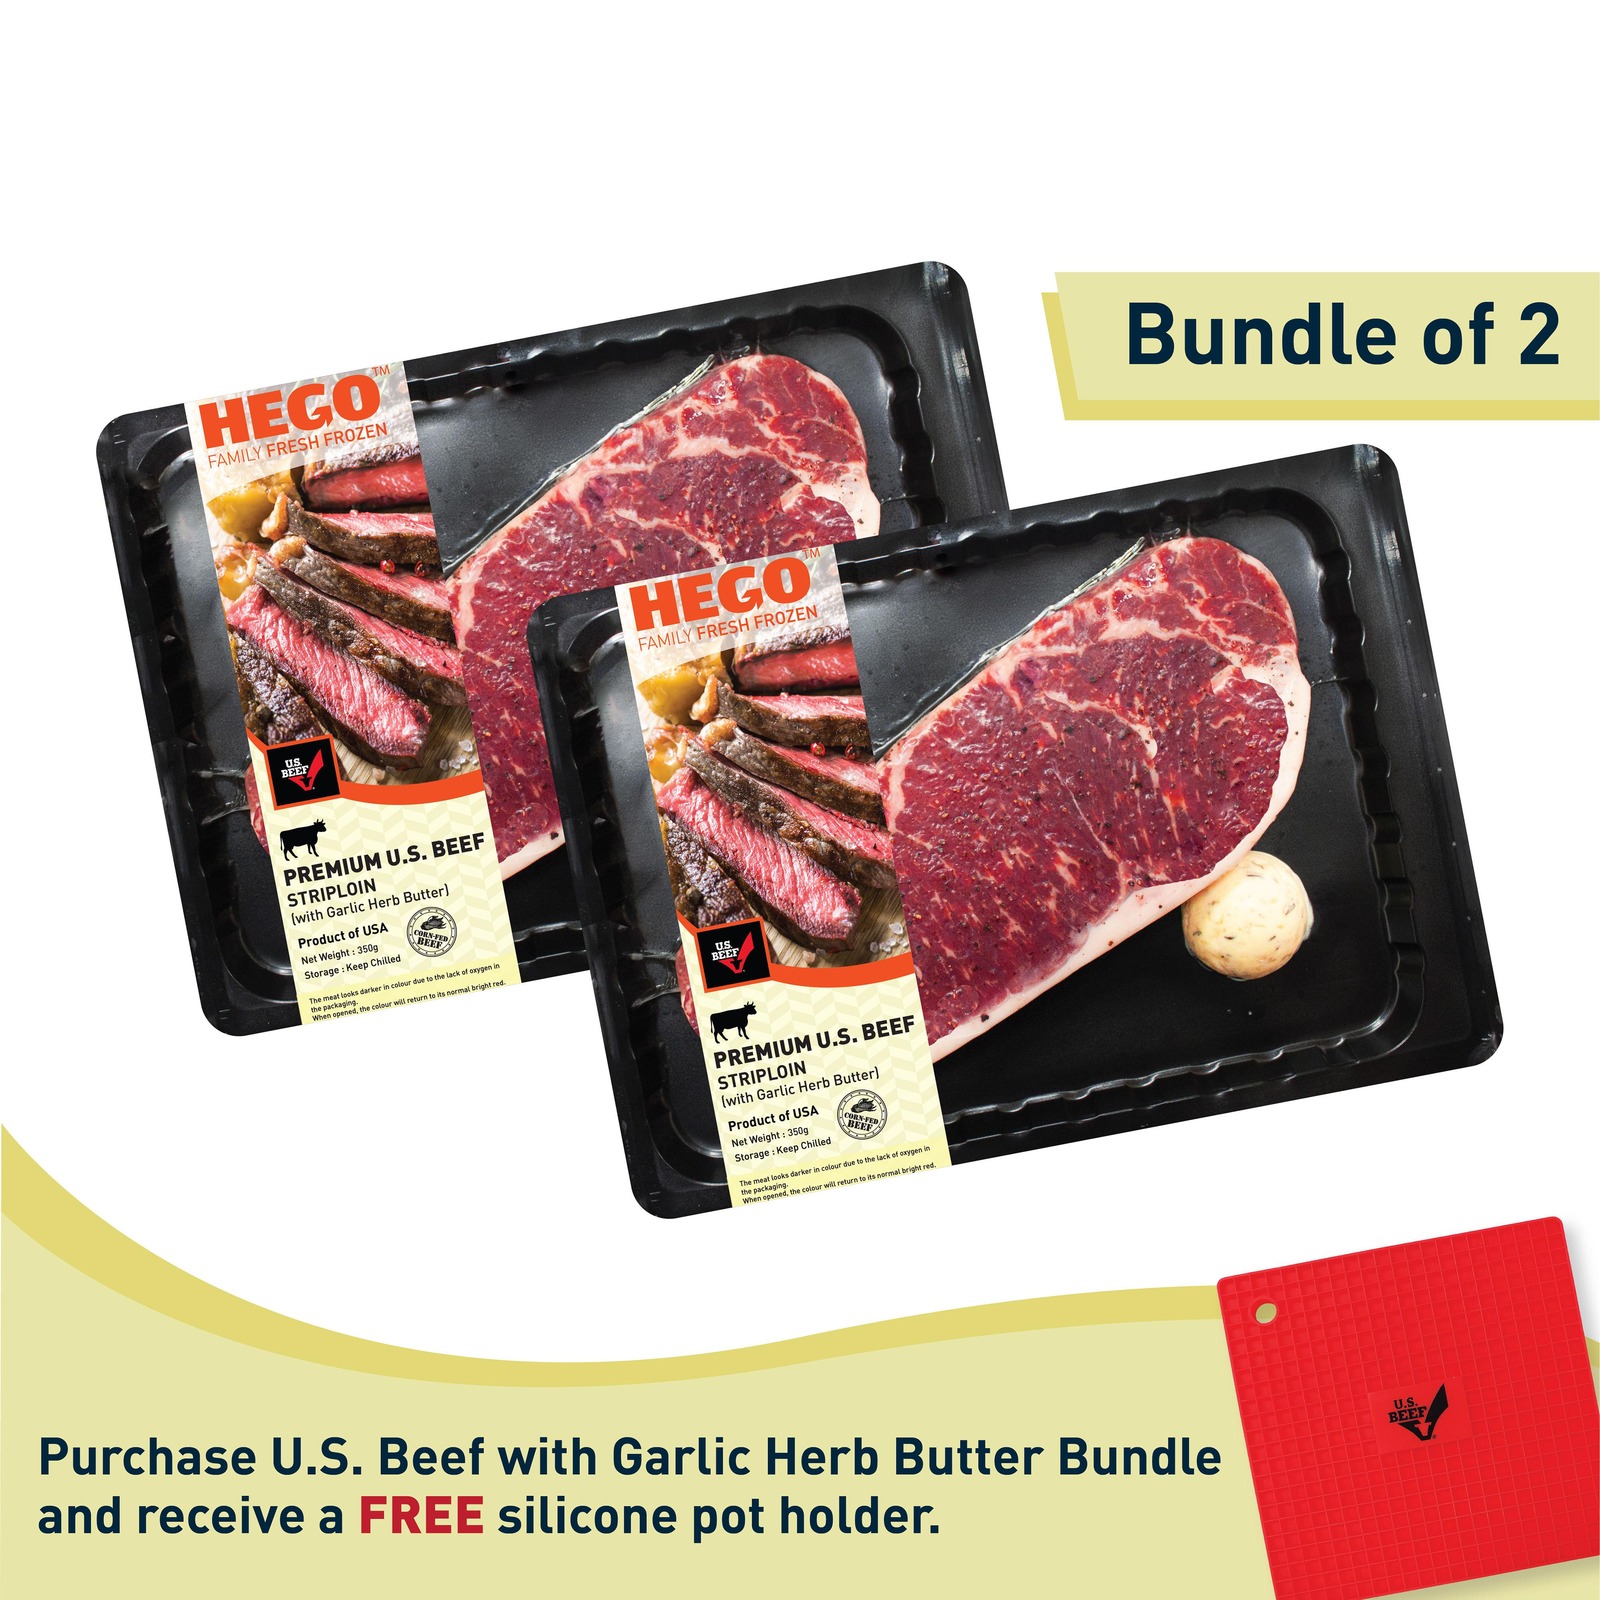 Bundle of 2
HEGO™
FAMILY FRESH FROZEN
U.S.
BEEF
PREMIUM U.S. BEEF
STRIPLOIN
(with Garlic Herb Butter)
Product of USA
Net Weight : 350g
Storage : Keep Chilled
CORN-FED
BEEF
The meat looks darker in colour due to the lack of oxygen in
the packaging.
When opened, the colour will return to its normal bright red.
HEGO™
FAMILY FRESH FROZEN
U.S.
BEEF
PREMIUM U.S. BEEF
STRIPLOIN
(with Garlic Herb Butter)
Product of USA
Net Weight : 350g
Storage : Keep Chilled
CORN-FED
BEEF
The meat looks darker in colour due to the lack of oxygen in
the packaging.
When opened, the colour will return to its normal bright red.
U.S.
BEEF
Purchase U.S. Beef with Garlic Herb Butter Bundle
and receive a FREE silicone pot holder.